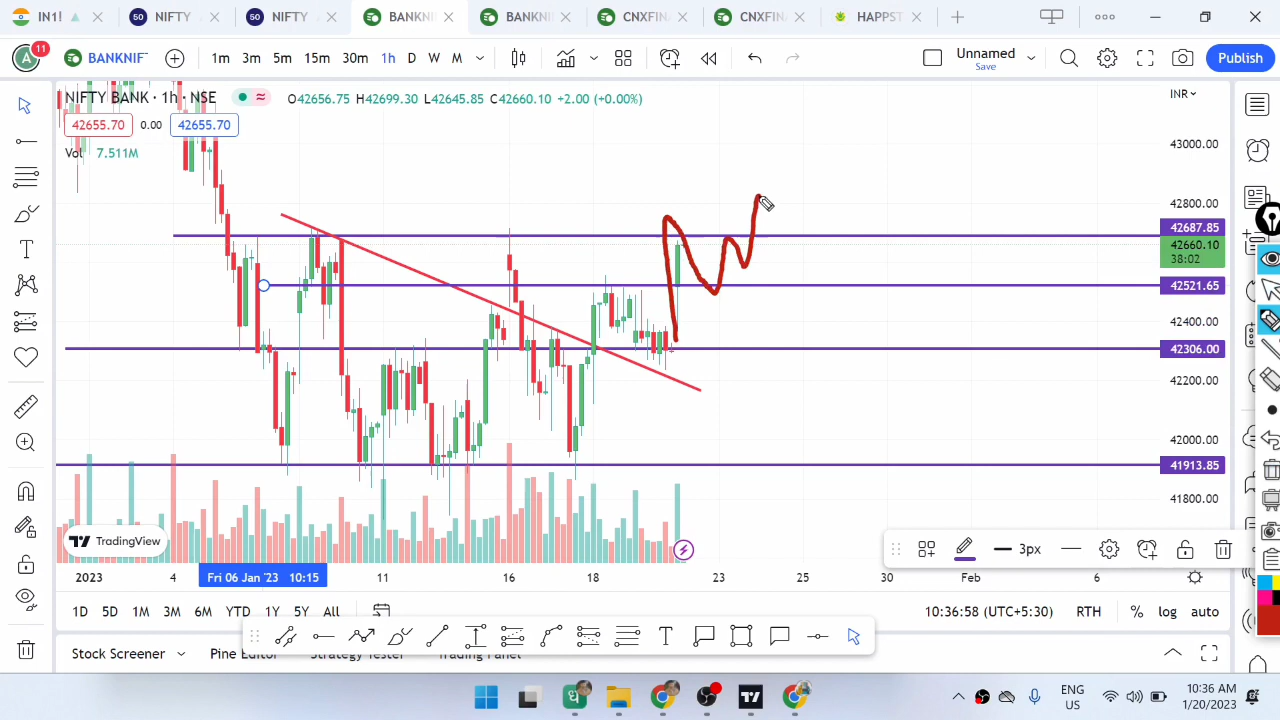 IN1!
50 NIFTY
50 NIFTY
BANKNI
BANKNI
CNXFIN
CNXFIN
HAPPST
A 11 BANKNIF 1m 3m 5m 15m 30m 1h D W M Unnamed Save Publish
NIFTY BANK · 1h · NSE O42656.75 H42699.30 L42645.85 C42660.10 +2.00 (+0.00%) INR
42655.70 0.00 42655.70
Vol 7.511M
43000.00
42800.00
42687.85
42660.10
38:02
42521.65
42400.00
42306.00
42200.00
42000.00
41913.85
41800.00
TradingView
3px
2023 4 Fri 06 Jan '23 10:15 11 16 18 23 25 30 Feb 6
1D 5D 1M 3M 6M YTD 1Y 5Y All 10:36:58 (UTC+5:30) RTH % log auto
Stock Screener Pine Editor Strategy Tester Trading Panel
ENG
US
10:36 AM
1/20/2023